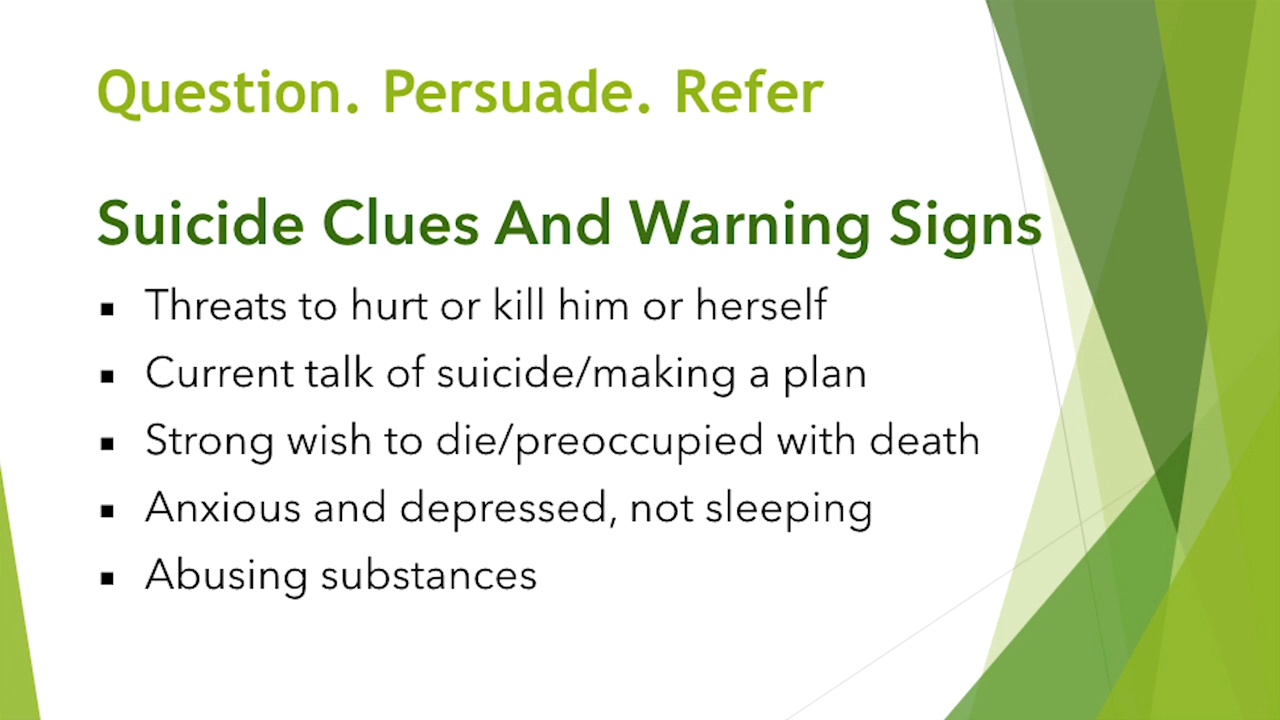 Question. Persuade. Refer
Suicide Clues And Warning Signs
▪ Threats to hurt or kill him or herself
▪ Current talk of suicide/making a plan
▪ Strong wish to die/preoccupied with death
▪ Anxious and depressed, not sleeping
▪ Abusing substances